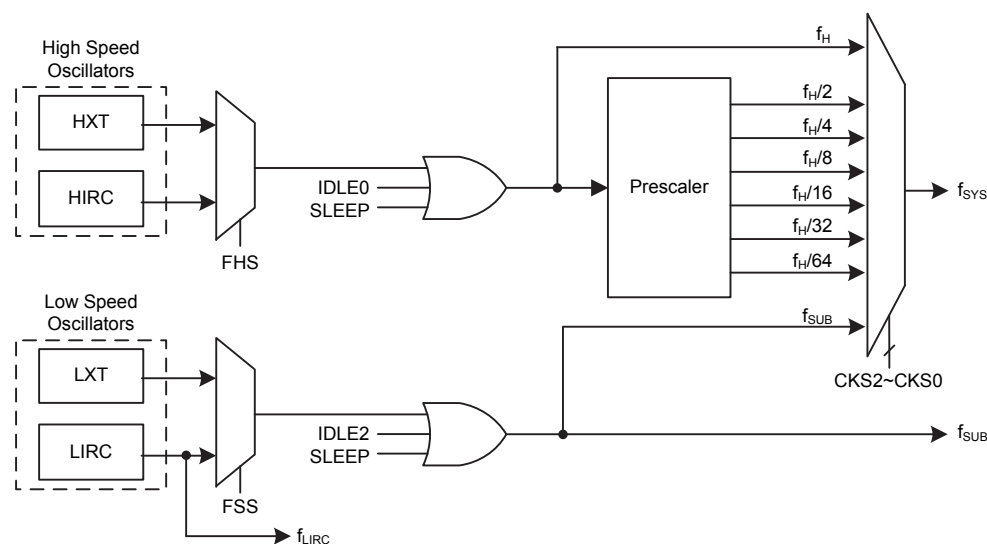 High Speed
Oscillators
HXT
HIRC
FHS
IDLE0
SLEEP
Prescaler
fH
fH/2
fH/4
fH/8
fH/16
fH/32
fH/64
fSUB
CKS2~CKS0
fSYS
Low Speed
Oscillators
LXT
LIRC
FSS
IDLE2
SLEEP
fSUB
fLIRC